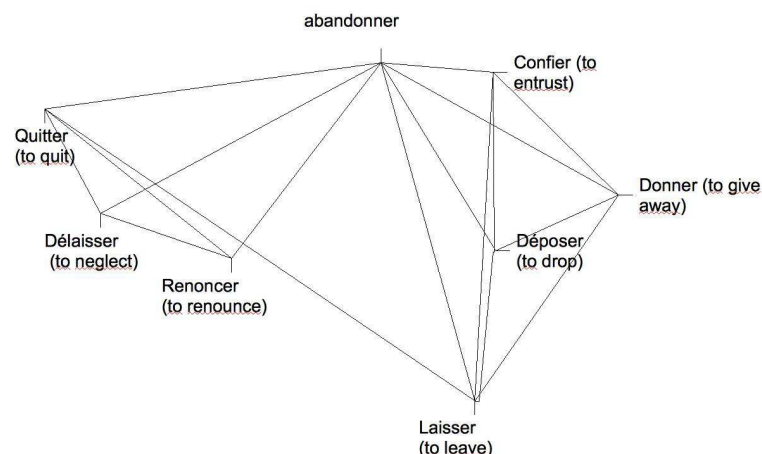 abandonner
Confier (to
entrust)
Quitter
(to quit)
Donner (to give
away)
Délaisser
(to neglect)
Déposer
(to drop)
Renoncer
(to renounce)
Laisser
(to leave)